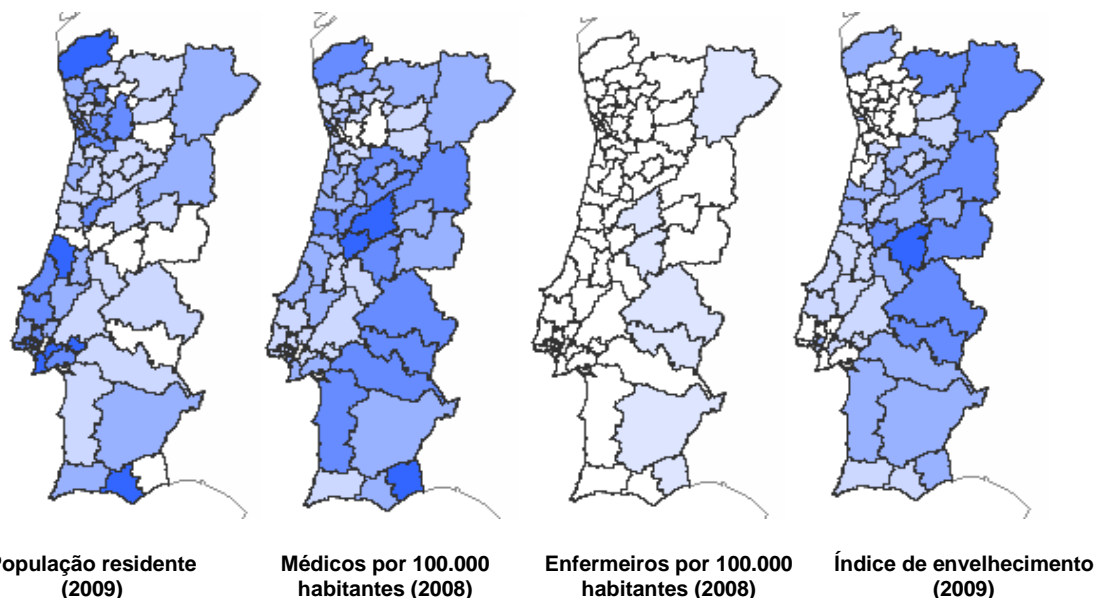 População residente
(2009)
Médicos por 100.000
habitantes (2008)
Enfermeiros por 100.000
habitantes (2008)
Índice de envelhecimento
(2009)